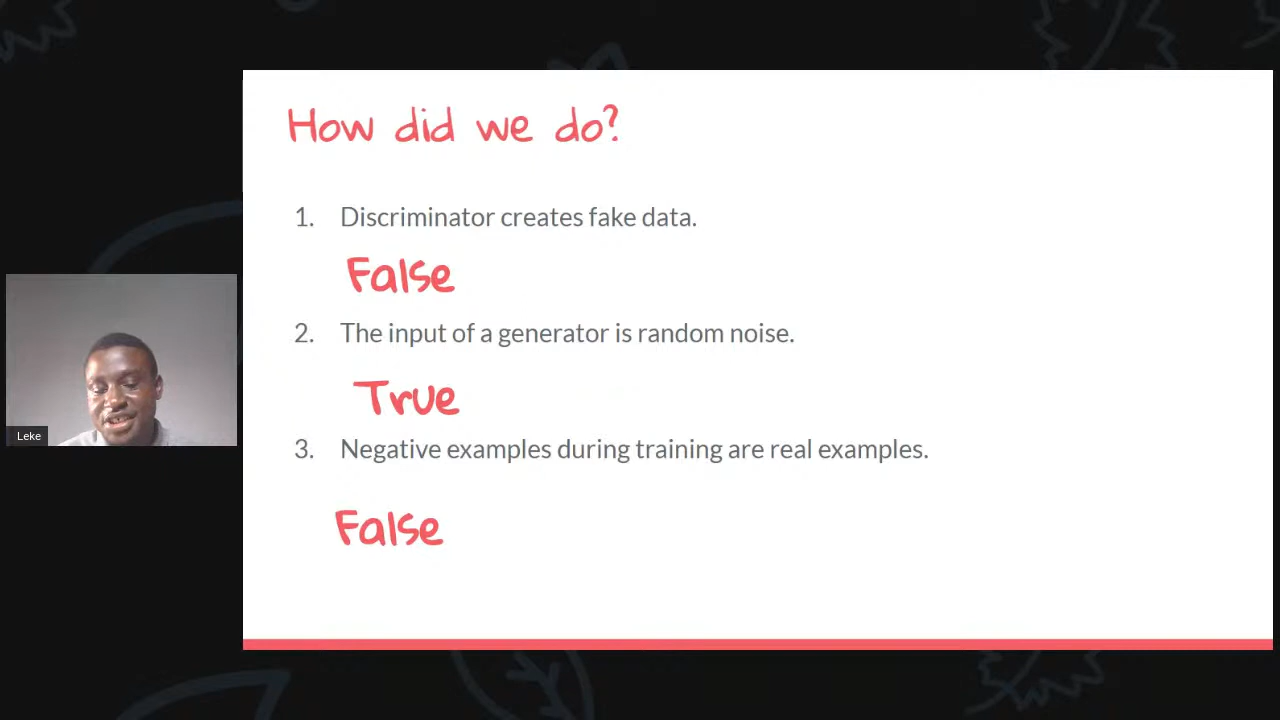 How did we do?
1. Discriminator creates fake data.
False
2. The input of a generator is random noise.
True
3. Negative examples during training are real examples.
False
Leke